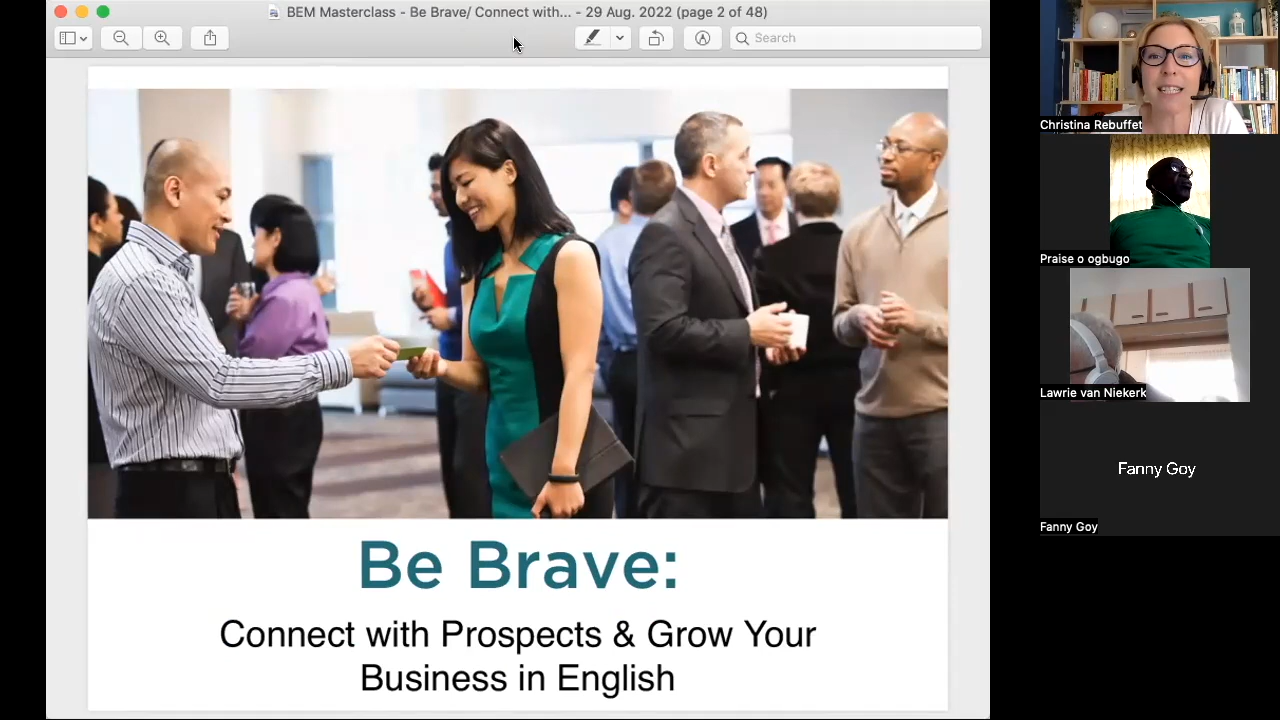 BEM Masterclass - Be Brave/ Connect with... - 29 Aug. 2022 (page 2 of 48)
Search
Be Brave:
Connect with Prospects & Grow Your
Business in English
Christina Rebuffet
Praise o ogbugo
Lawrie van Niekerk
Fanny Goy
Fanny Goy